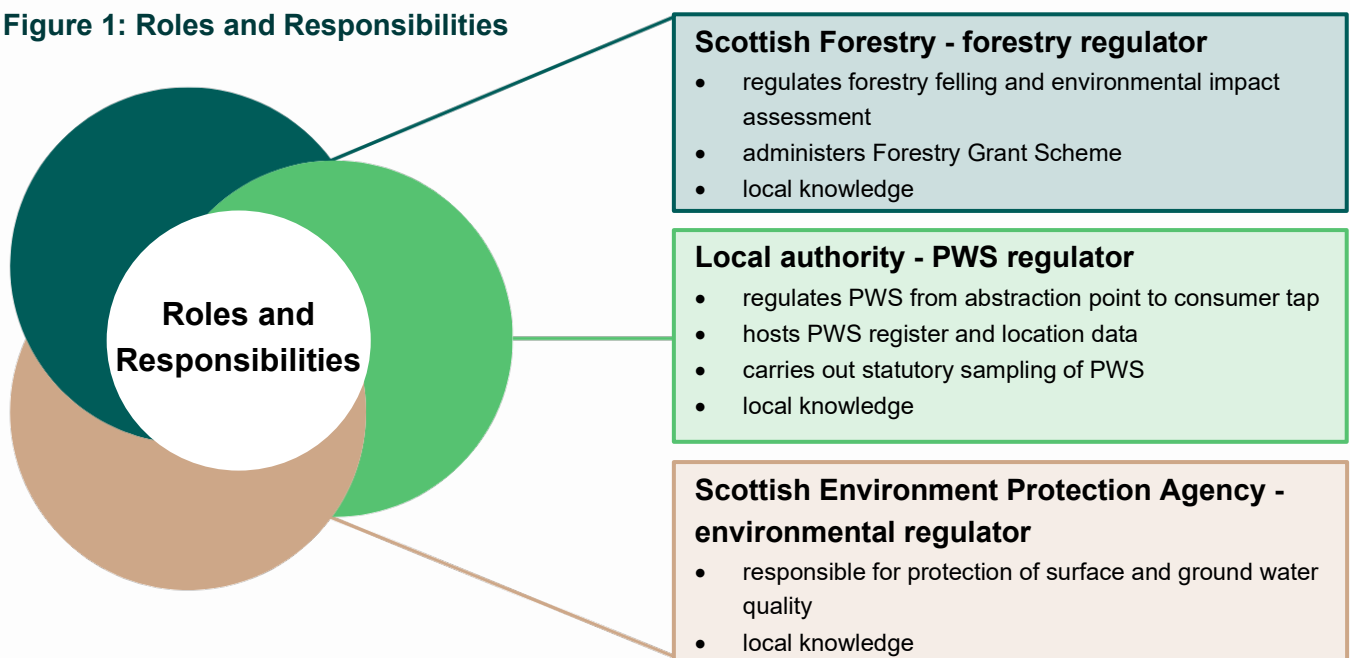 Figure 1: Roles and Responsibilities
Roles and
Responsibilities
Scottish Forestry - forestry regulator
• regulates forestry felling and environmental impact
assessment
• administers Forestry Grant Scheme
• local knowledge
Local authority - PWS regulator
• regulates PWS from abstraction point to consumer tap
• hosts PWS register and location data
• carries out statutory sampling of PWS
• local knowledge
Scottish Environment Protection Agency -
environmental regulator
• responsible for protection of surface and ground water
quality
• local knowledge